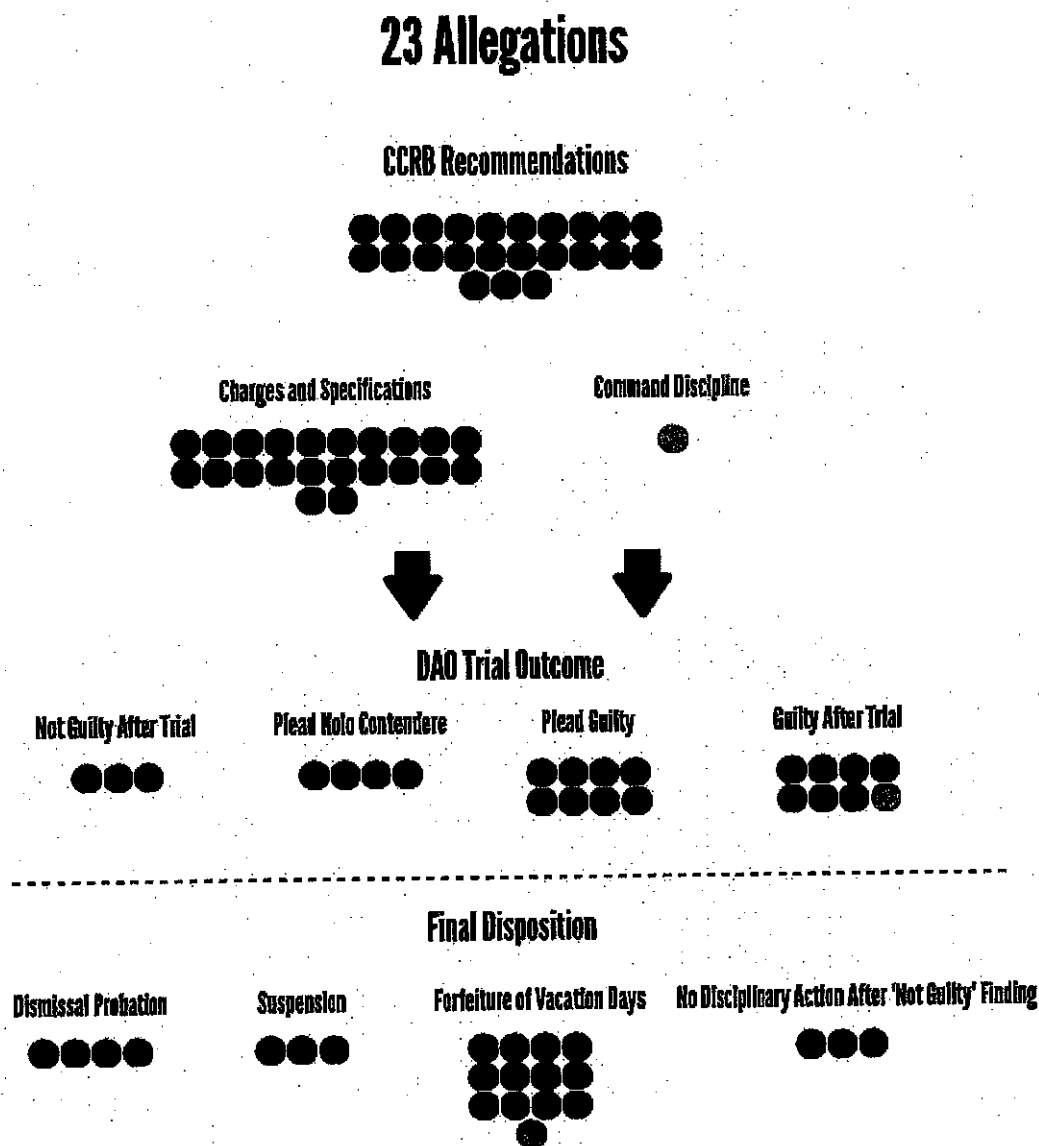 23 Allegations
CCRB Recommendations
Charges and Specifications
Command Discipline
DAO Trial Outcome
Not Guilty After Trial
Plead Nolo Contendere
Plead Guilty
Guilty After Trial
Final Disposition
Dismissal Probation
Suspension
Forfeiture of Vacation Days
No Disciplinary Action After 'Not Guilty' Finding